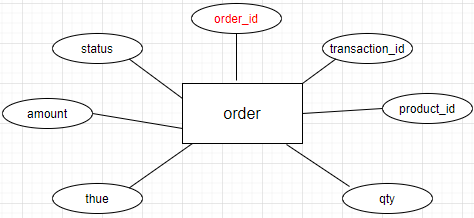 order_id
status
transaction_id
amount
order
product_id
thue
qty